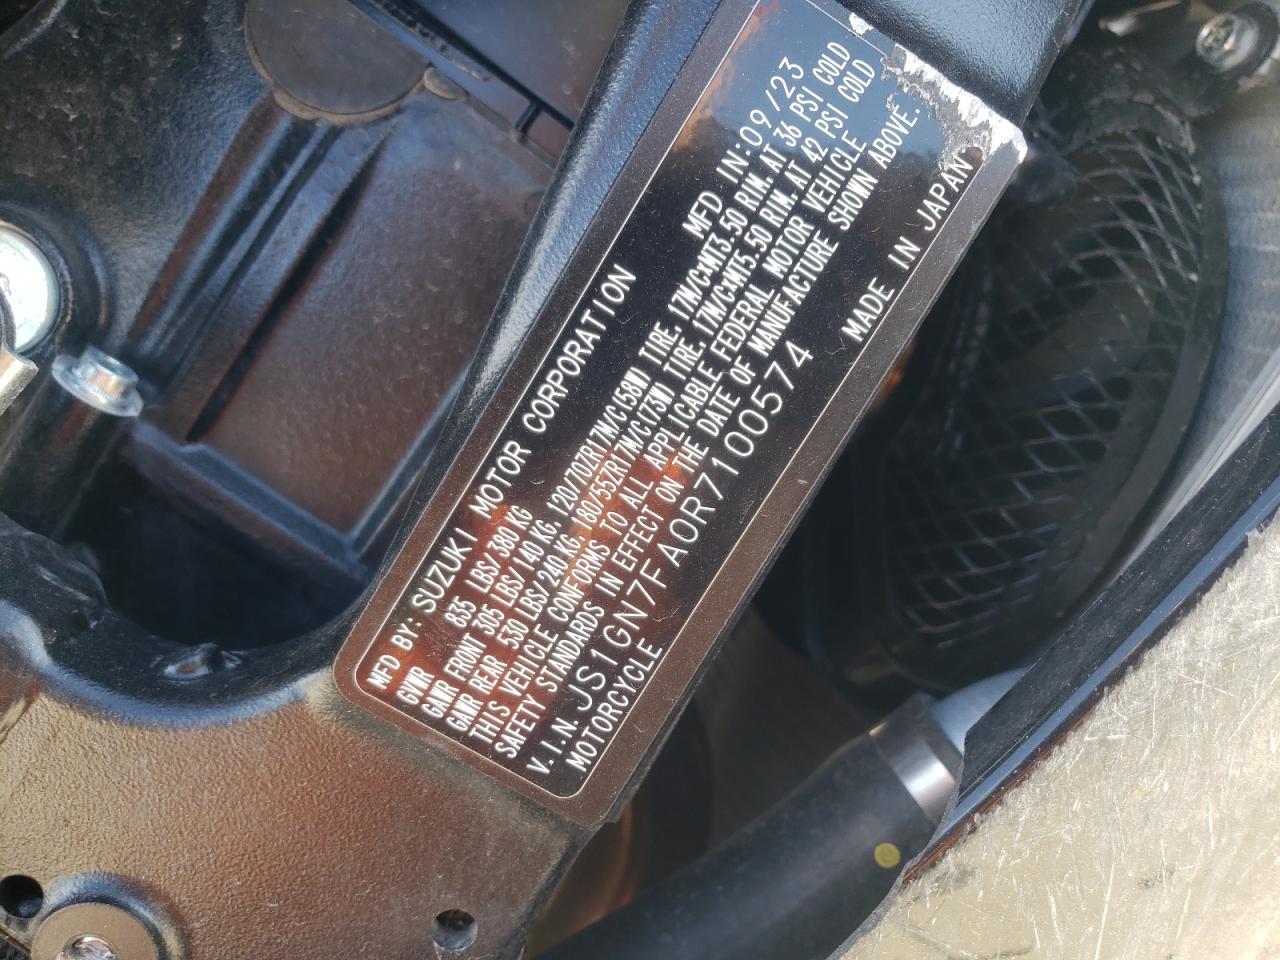 MFD BY: SUZUKI MOTOR CORPORATION MFD IN: 09/23
GVWR 835 LBS/ 380 KG
GAWR FRONT 305 LBS/ 140 KG. 120/70ZR17M/C(58W) TIRE. 17M/C×MT3.50 RIM. AT 36 PSI COLD
GAWR REAR 530 LBS/ 240 KG. 180/55ZR17M/C(73W) TIRE. 17M/C×MT5.50 RIM. AT 42 PSI COLD
THIS VEHICLE CONFORMS TO ALL APPLICABLE FEDERAL MOTOR VEHICLE
SAFETY STANDARDS IN EFFECT ON THE DATE OF MANUFACTURE SHOWN ABOVE.
V.I.N. JS1GN7FA0R7100574
MOTORCYCLE MADE IN JAPAN